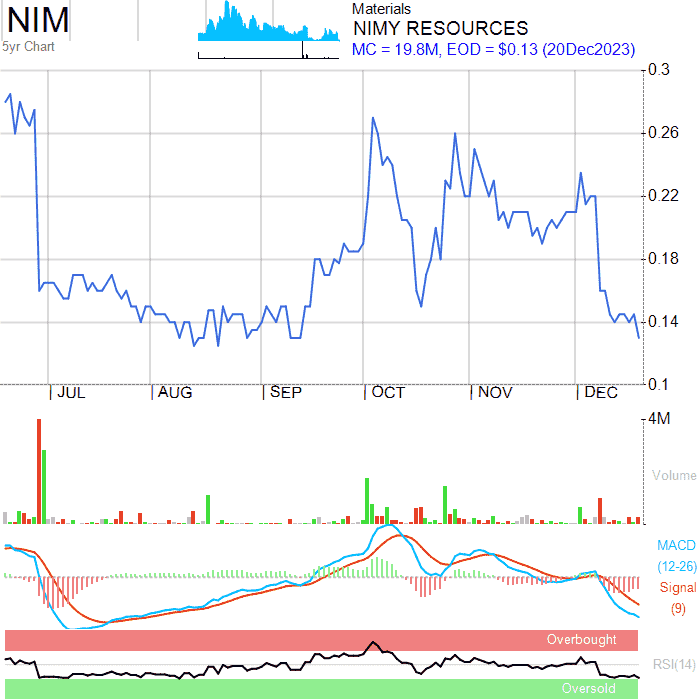 NIM
5yr Chart
Materials
NIMY RESOURCES
MC = 19.8M, EOD = $0.13 (20Dec2023)
0.3
0.26
0.22
0.18
0.14
0.1
JUL AUG SEP OCT NOV DEC
4M
Volume
MACD
(12-26)
Signal
(9)
Overbought
RSI(14)
Oversold